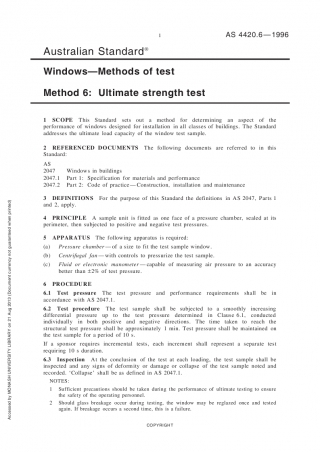 1
AS 4420.6—1996
Australian Standard®
Windows—Methods of test
Method 6: Ultimate strength test
1 SCOPE This Standard sets out a method for determining an aspect of the
performance of windows designed for installation in all classes of buildings. The Standard
addresses the ultimate load capacity of the window test sample.
2 REFERENCED DOCUMENTS The following documents are referred to in this
Standard:
AS
2047 Windows in buildings
2047.1 Part 1: Specification for materials and performance
2047.2 Part 2: Code of practice—Construction, installation and maintenance
3 DEFINITIONS For the purpose of this Standard the definitions in AS 2047, Parts 1
and 2, apply.
4 PRINCIPLE A sample unit is fitted as one face of a pressure chamber, sealed at its
perimeter, then subjected to positive and negative test pressures.
5 APPARATUS The following apparatus is required:
(a) Pressure chamber—of a size to fit the sample window.
(b) Centrifugal fan—with controls to pressurize the test sample.
(c) Fluid or electronic manometer—capable of measuring air pressure to an accuracy
better than ±2% of test pressure.
6 PROCEDURE
6.1 Test pressure The test pressure and performance requirements shall be in
accordance with AS 2047.1.
6.2 Test procedure The test sample shall be subjected to a smoothly increasing
differential pressure up to the test pressure determined in Clause 6.1, conducted
individually in both positive and negative directions. The time taken to reach the
structural test pressure shall be approximately 1 min. Test pressure shall be maintained on
the test sample for a period of 10 s.
If a sponsor requires incremental tests, each increment shall represent a separate test
requiring 10 s duration.
6.3 Inspection At the conclusion of the test at each loading, the test sample shall be
inspected and any signs of deformity or damage or collapse of the test sample noted and
recorded. 'Collapse' shall be as defined in AS 2047.1.
NOTES:
1 Sufficient precautions should be taken during the performance of ultimate testing to ensure
the safety of the operating personnel.
2 Should glass breakage occur during testing, the window may be reglazed once and tested
again. If breakage occurs a second time, this is a failure.
COPYRIGHT
Accessed by MONASH UNIVERSITY LIBRARY on 21 Aug 2013 (Document currency not guaranteed when printed)